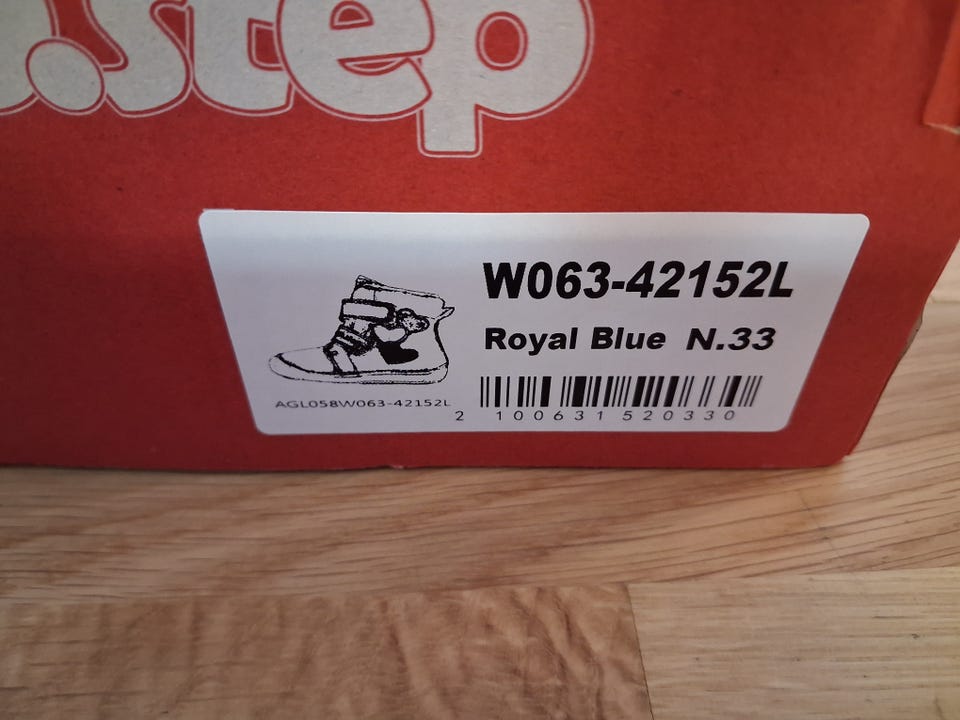 .step
W063-42152L
Royal Blue N.33
AGL058W063-42152L
2 100631 520330